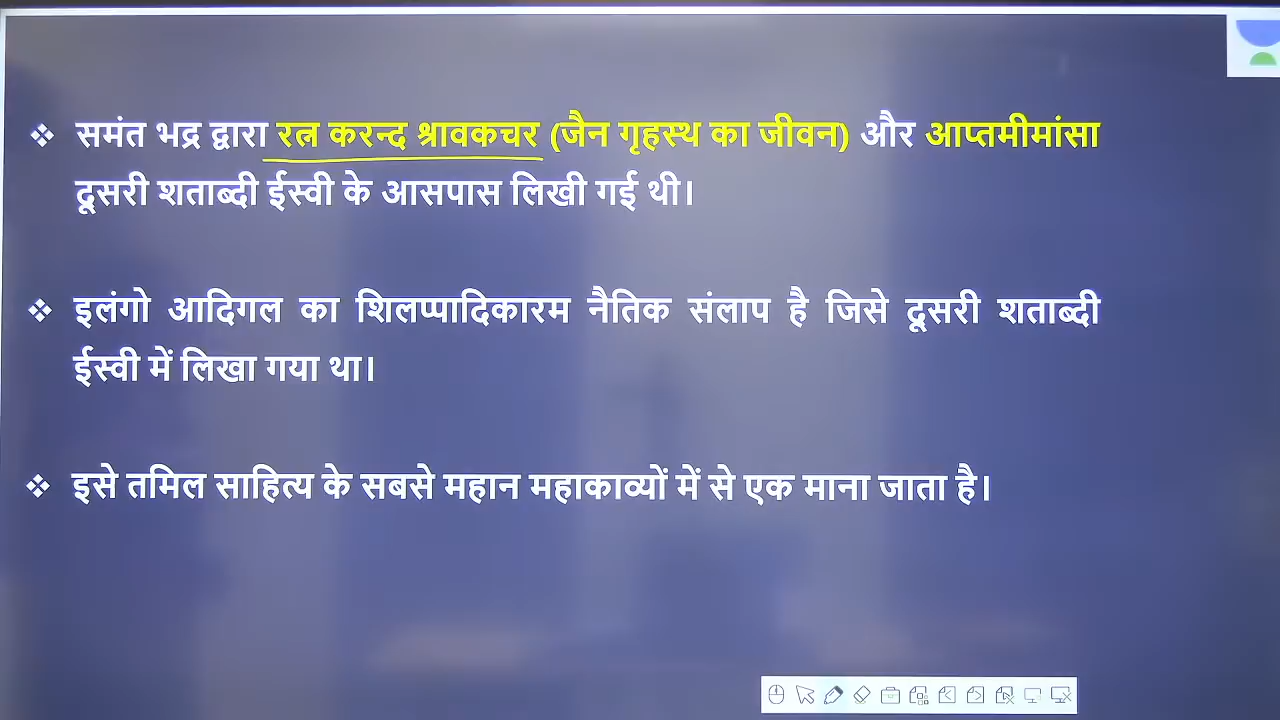 ❖ समंत भद्र द्वारा रत्न करन्द श्रावकचर (जैन गृहस्थ का जीवन) और आप्तमीमांसा
दूसरी शताब्दी ईस्वी के आसपास लिखी गई थी।
❖ इलंगो आदिगल का शिलप्पादिकारम नैतिक संलाप है जिसे दूसरी शताब्दी
ईस्वी में लिखा गया था।
❖ इसे तमिल साहित्य के सबसे महान महाकाव्यों में से एक माना जाता है।